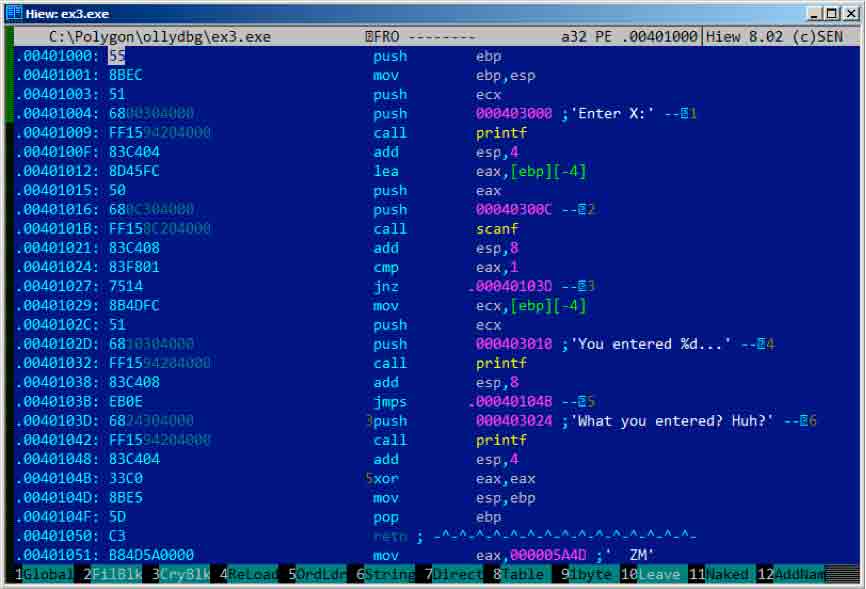 Hiew: ex3.exe
C:\Polygon\ollydbg\ex3.exe FRO -------- a32 PE .00401000|Hiew 8.02 (c)SEN
.00401000: 55 push ebp
.00401001: 8BEC mov ebp,esp
.00401003: 51 push ecx
.00401004: 6800304000 push 000403000 ;'Enter X:' --1
.00401009: FF1594204000 call printf
.0040100F: 83C404 add esp,4
.00401012: 8D45FC lea eax,[ebp][-4]
.00401015: 50 push eax
.00401016: 680C304000 push 00040300C --2
.0040101B: FF158C204000 call scanf
.00401021: 83C408 add esp,8
.00401024: 83F801 cmp eax,1
.00401027: 7514 jnz .00040103D --3
.00401029: 8B4DFC mov ecx,[ebp][-4]
.0040102C: 51 push ecx
.0040102D: 6810304000 push 000403010 ;'You entered %d...' --4
.00401032: FF1594204000 call printf
.00401038: 83C408 add esp,8
.0040103B: EB0E jmps .00040104B --5
.0040103D: 6824304000 3push 000403024 ;'What you entered? Huh?' --6
.00401042: FF1594204000 call printf
.00401048: 83C404 add esp,4
.0040104B: 33C0 5xor eax,eax
.0040104D: 8BE5 mov esp,ebp
.0040104F: 5D pop ebp
.00401050: C3 retn ; -^-^-^-^-^-^-^-^-^-^-^-^-^-^-
.00401051: B84D5A0000 mov eax,000005A4D ;' ZM'
1Global 2FilBlk 3CryBlk 4ReLoad 5OrdLdr 6String 7Direct 8Table 9lbyte 10Leave 11Naked 12AddNam